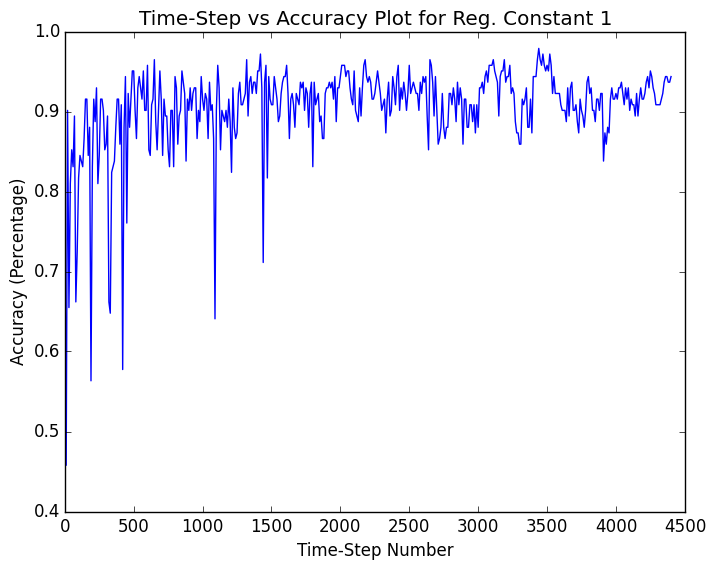 Time-Step vs Accuracy Plot for Reg. Constant 1
1.0
0.9
0.8
0.7
0.6
0.5
0.4
Accuracy (Percentage)
0 500 1000 1500 2000 2500 3000 3500 4000 4500
Time-Step Number